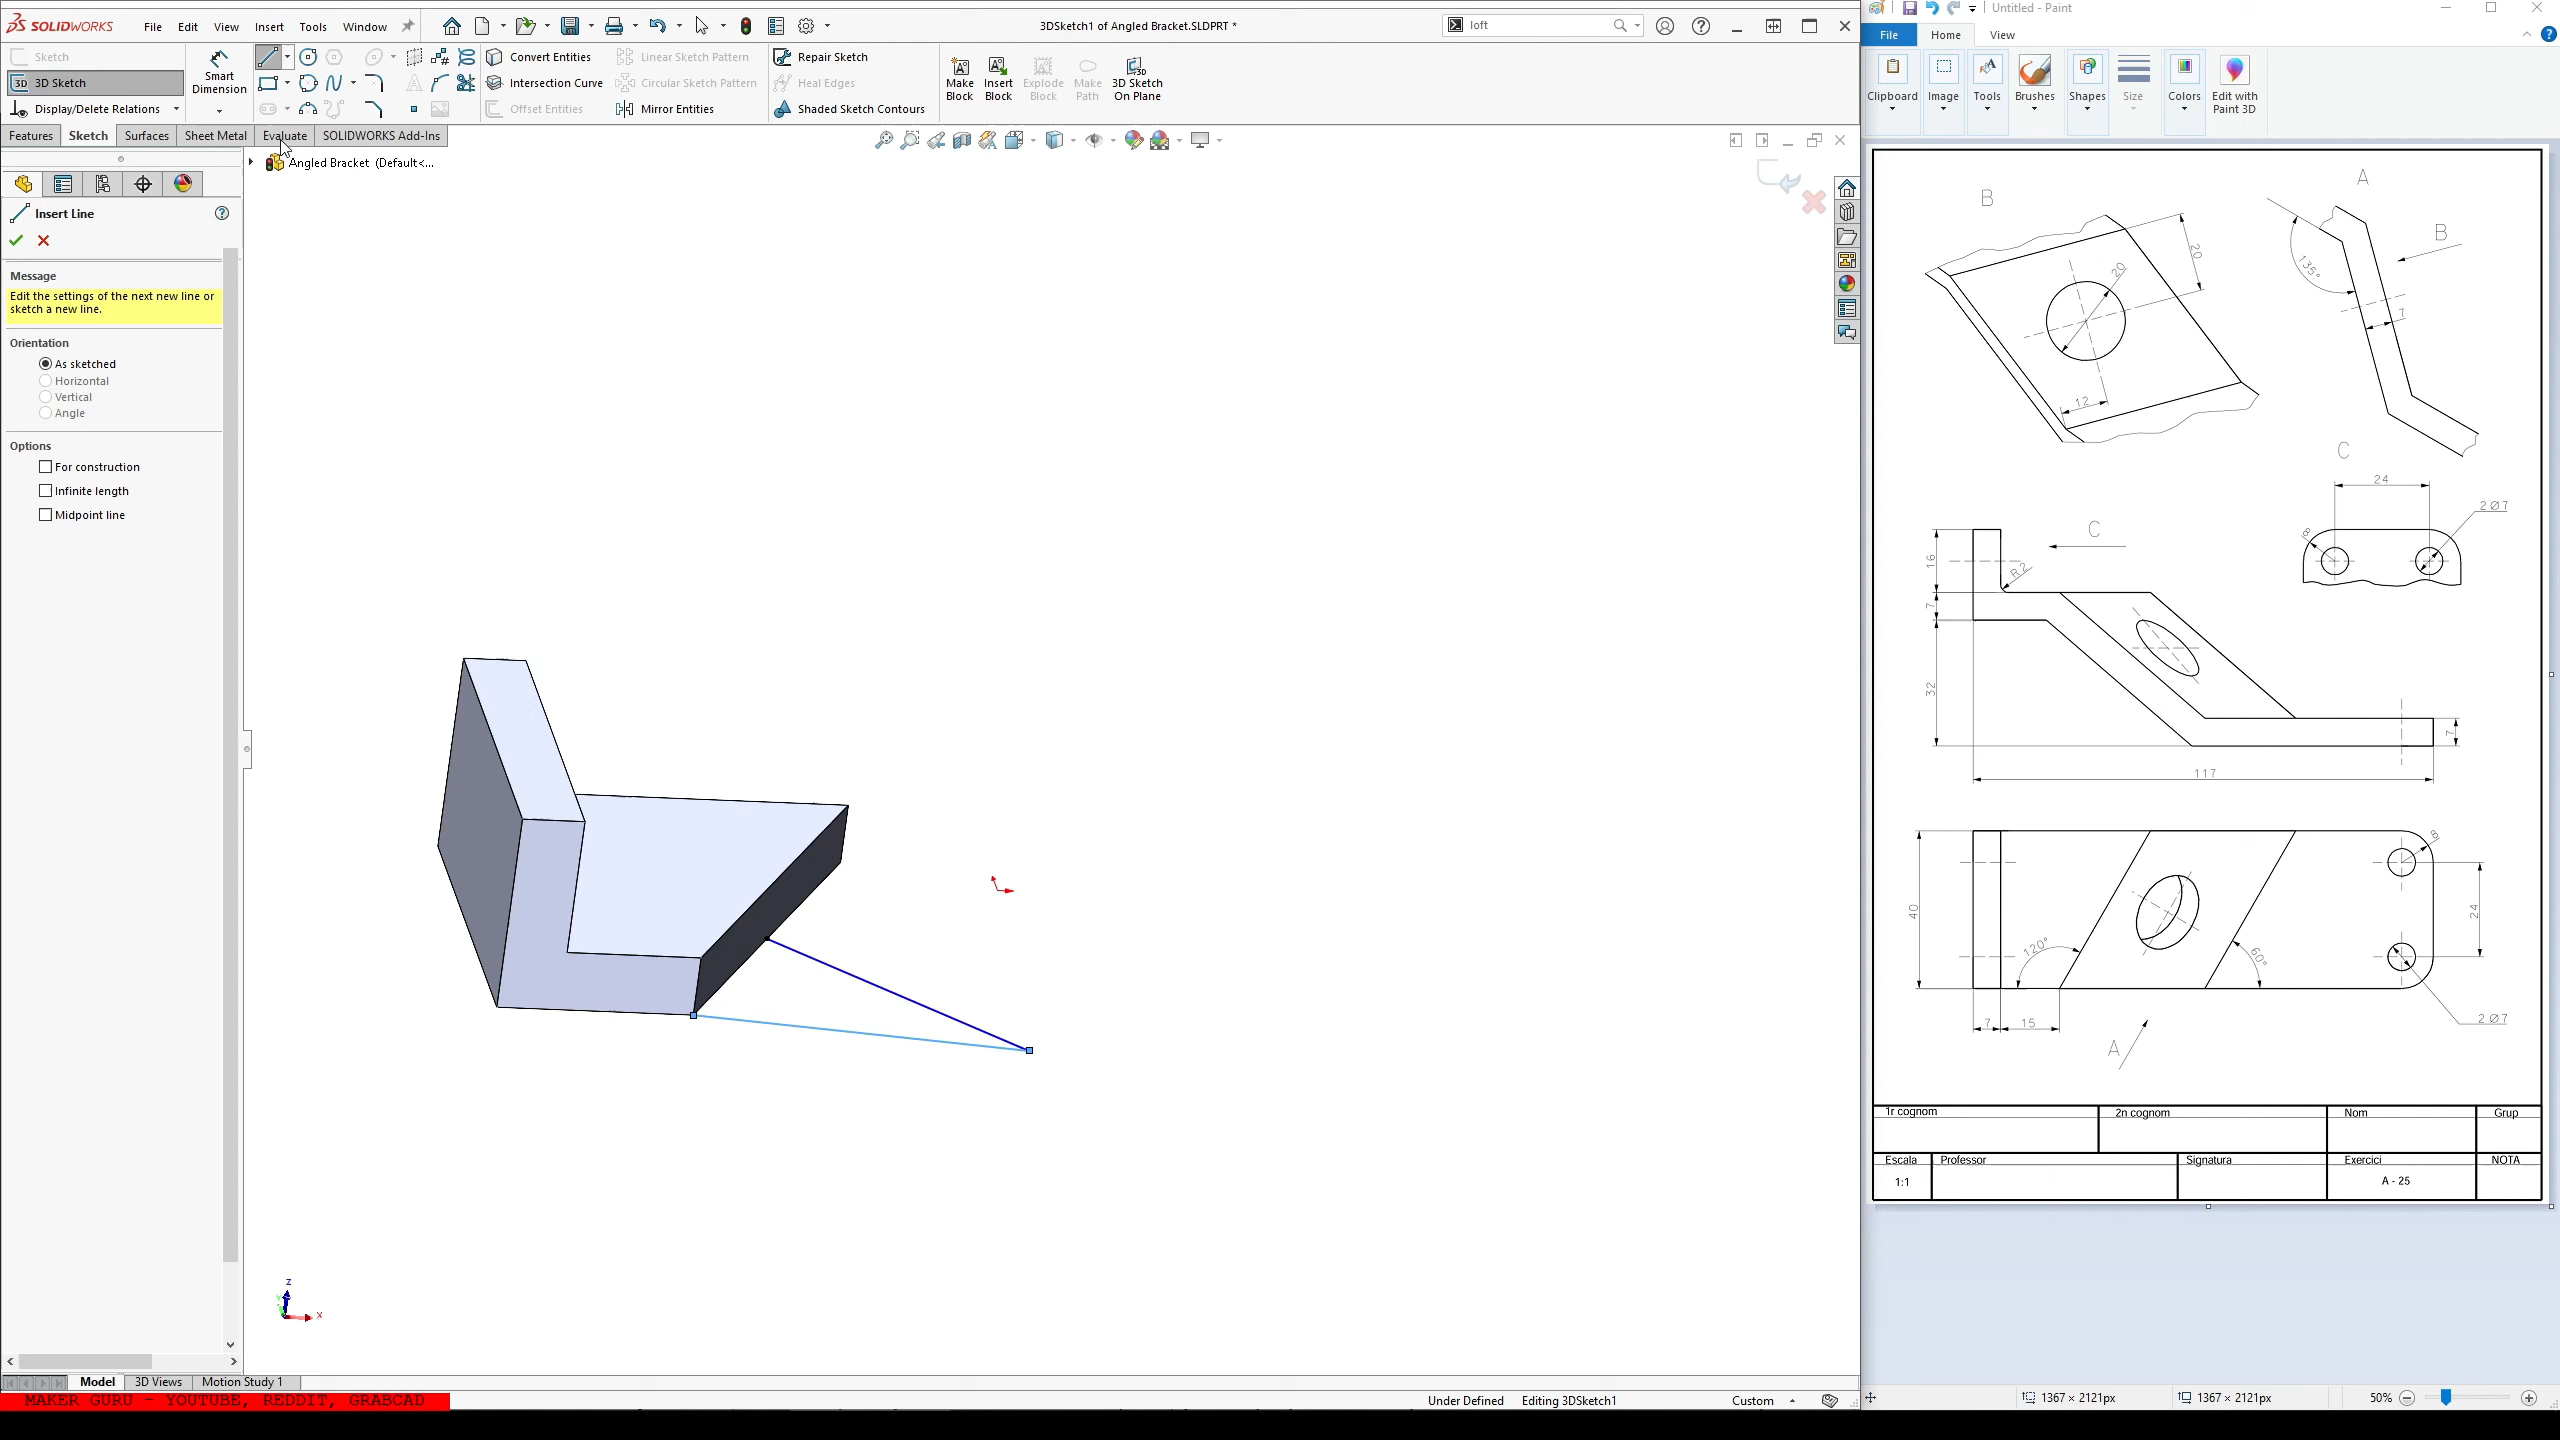 SOLIDWORKS File Edit View Insert Tools Window 3DSketch1 of Angled Bracket.SLDPRT * loft
Sketch
3D Sketch
Display/Delete Relations
Smart Dimension
Convert Entities
Intersection Curve
Offset Entities
Linear Sketch Pattern
Circular Sketch Pattern
Mirror Entities
Repair Sketch
Heal Edges
Shaded Sketch Contours
Make Block
Insert Block
Explode Block
Make Path
3D Sketch On Plane
Features Sketch Surfaces Sheet Metal Evaluate SOLIDWORKS Add-Ins
Angled Bracket (Default<...
Insert Line
Message
Edit the settings of the next new line or
sketch a new line.
Orientation
As sketched
Horizontal
Vertical
Angle
Options
For construction
Infinite length
Midpoint line
z
x
Model 3D Views Motion Study 1
MAKER GURU - YOUTUBE, REDDIT, GRABCAD
Under Defined Editing 3DSketch1 Custom
Untitled - Paint
File Home View
Clipboard Image Tools Brushes Shapes Size Colors Edit with Paint 3D
A
B
20
20
12
B
135°
7
C
24
2 Ø 7
8
C
16
R 2
7
32
7
117
8
40
120°
60°
24
7 15
2 Ø 7
A
1r cognom 2n cognom Nom Grup
Escala Professor Signatura Exercici NOTA
1:1 A - 25
1367 × 2121px 1367 × 2121px 50%